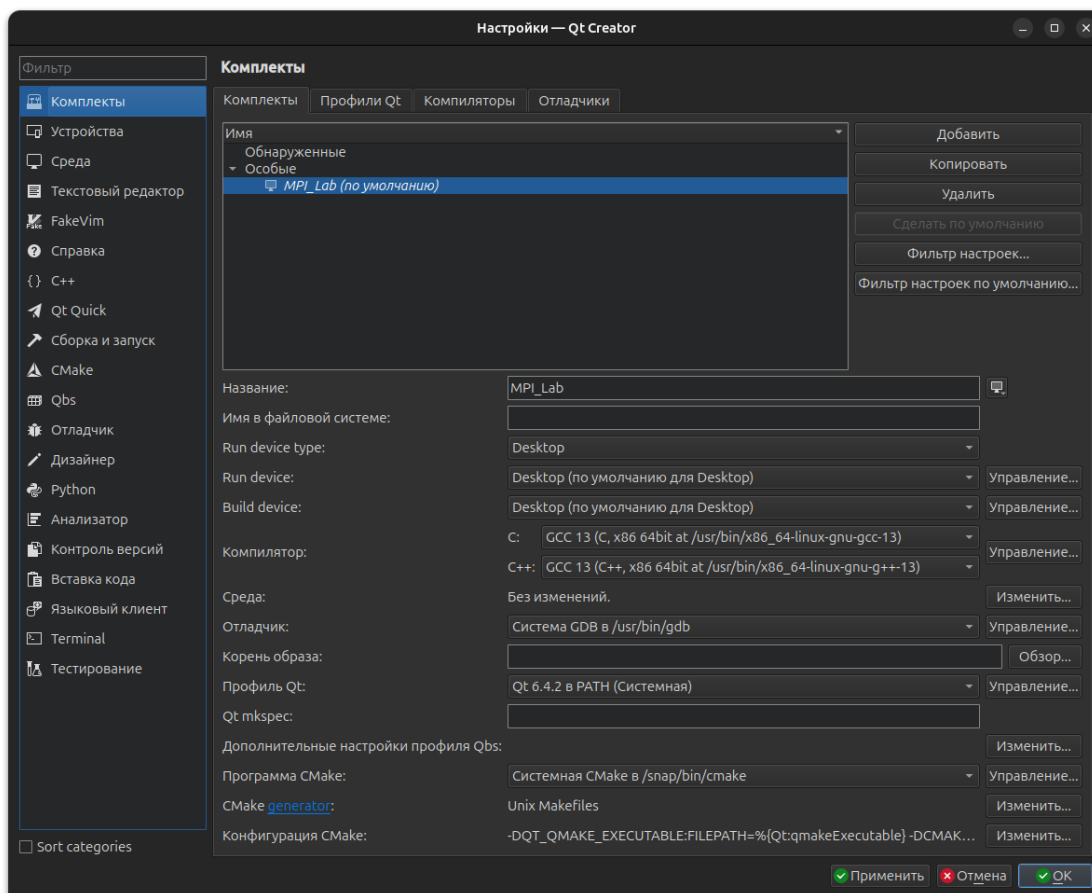 Настройки — Qt Creator
Фильтр
Комплекты
Устройства
Среда
Текстовый редактор
FakeVim
Справка
{} C++
Qt Quick
Сборка и запуск
CMake
Qbs
Отладчик
Дизайнер
Python
Анализатор
Контроль версий
Вставка кода
Языковый клиент
Terminal
Тестирование
Sort categories
Комплекты
Комплекты Профили Qt Компиляторы Отладчики
Имя
Обнаруженные
Особые
MPI_Lab (по умолчанию)
Добавить
Копировать
Удалить
Сделать по умолчанию
Фильтр настроек...
Фильтр настроек по умолчанию...
Название: MPI_Lab
Имя в файловой системе:
Run device type: Desktop
Run device: Desktop (по умолчанию для Desktop) Управление...
Build device: Desktop (по умолчанию для Desktop) Управление...
Компилятор:
C: GCC 13 (C, x86 64bit at /usr/bin/x86_64-linux-gnu-gcc-13)
Управление...
C++: GCC 13 (C++, x86 64bit at /usr/bin/x86_64-linux-gnu-g++-13)
Среда: Без изменений. Изменить...
Отладчик: Система GDB в /usr/bin/gdb Управление...
Корень образа: Обзор...
Профиль Qt: Qt 6.4.2 в PATH (Системная) Управление...
Qt mkspec:
Дополнительные настройки профиля Qbs: Изменить...
Программа CMake: Системная CMake в /snap/bin/cmake Управление...
CMake generator: Unix Makefiles Изменить...
Конфигурация CMake: -DQT_QMAKE_EXECUTABLE:FILEPATH=%{Qt:qmakeExecutable} -DCMAK... Изменить...
Применить Отмена OK